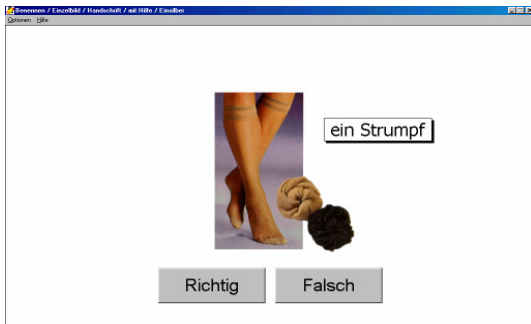 Benennen / Einzelbild / Handschrift / mit Hilfe / Einsilber
Optionen Hilfe
ein Strumpf
Richtig Falsch